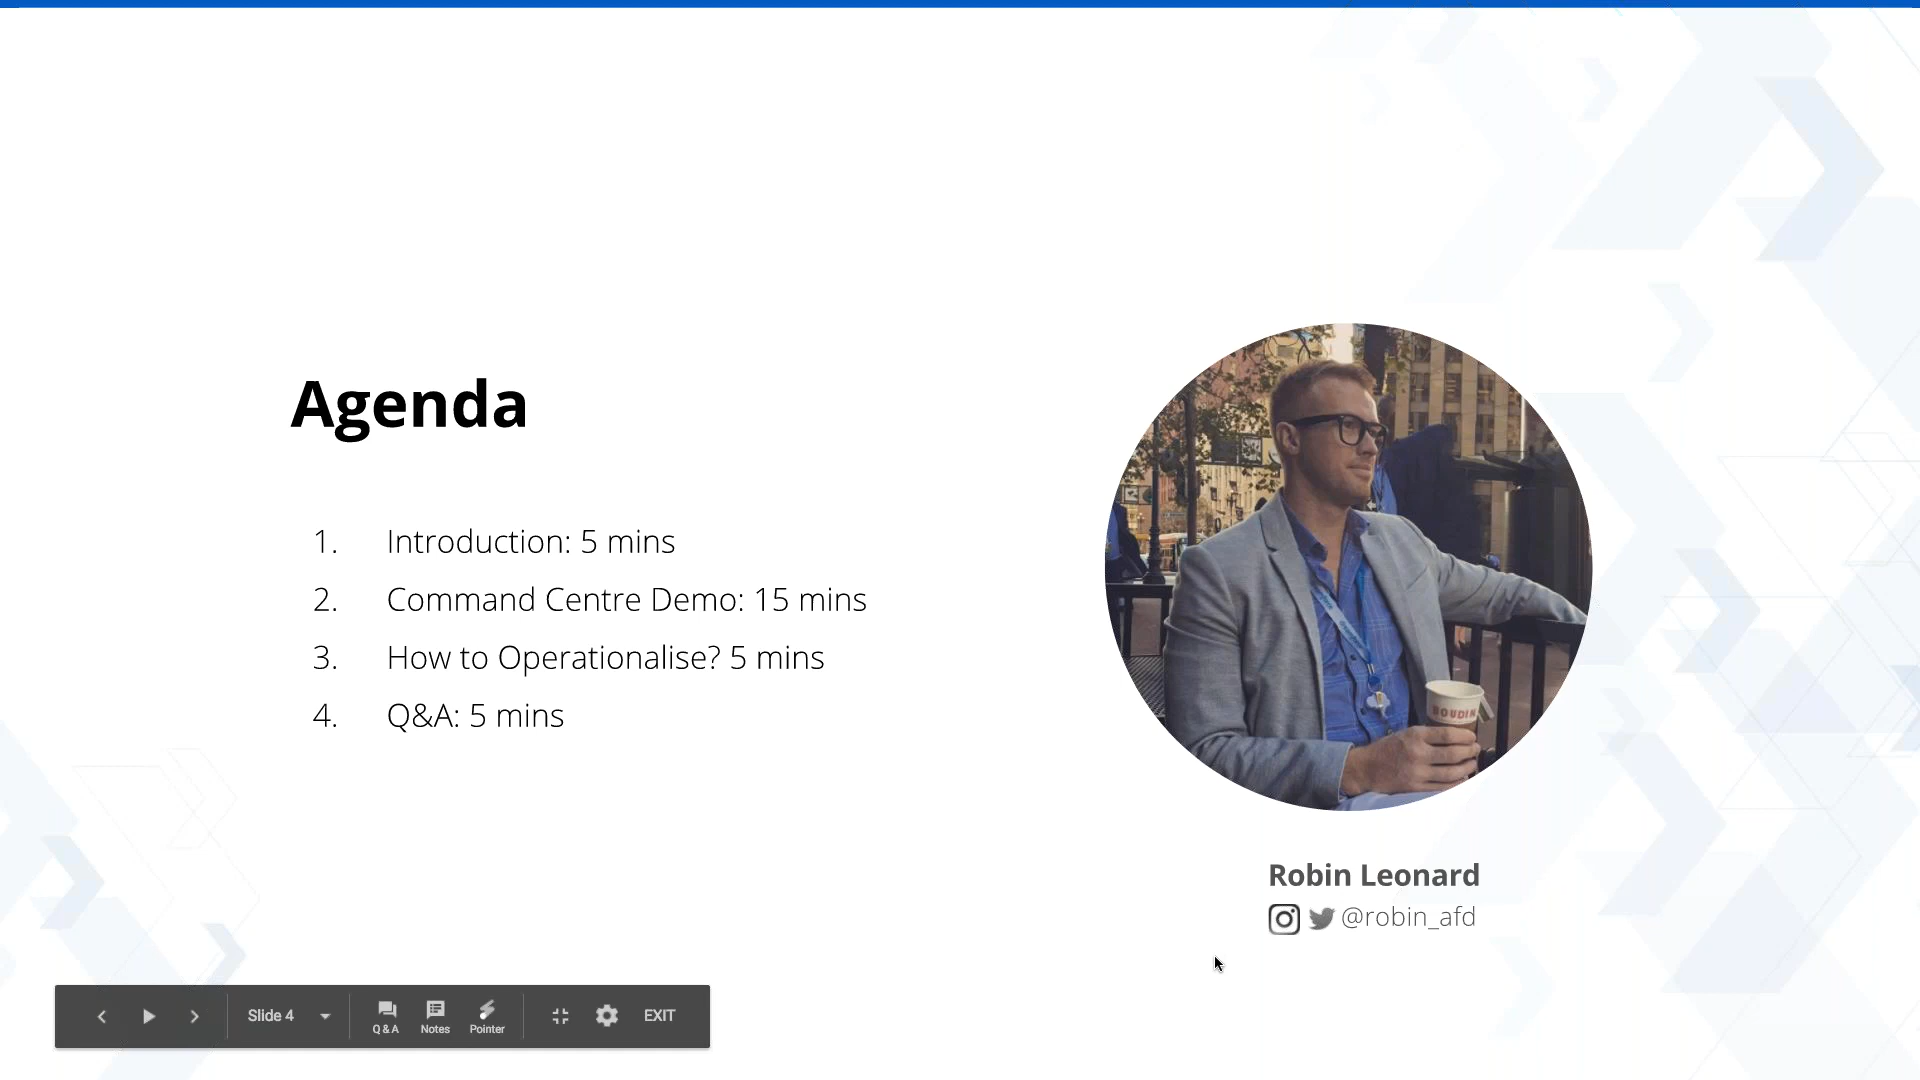 Agenda
1. Introduction: 5 mins
2. Command Centre Demo: 15 mins
3. How to Operationalise? 5 mins
4. Q&A: 5 mins
BOUDIN
Robin Leonard
@robin_afd
Slide 4
Q & A
Notes
Pointer
EXIT